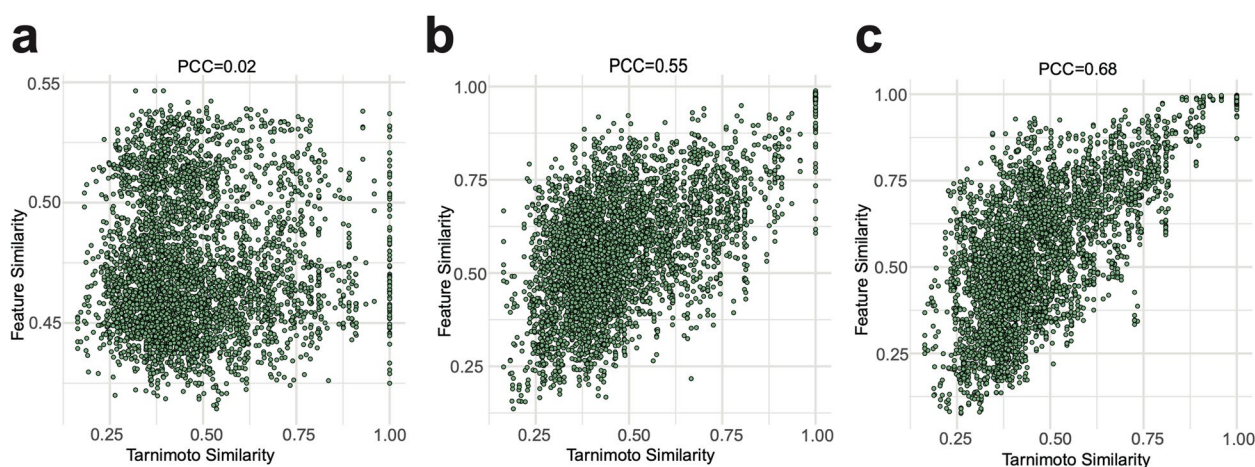 a
PCC=0.02
0.55
0.50
0.45
Feature Similarity
0.25 0.50 0.75 1.00
Tarnimoto Similarity
b
PCC=0.55
1.00
0.75
0.50
0.25
Feature Similarity
0.25 0.50 0.75 1.00
Tarnimoto Similarity
c
PCC=0.68
1.00
0.75
0.50
0.25
Feature Similarity
0.25 0.50 0.75 1.00
Tarnimoto Similarity